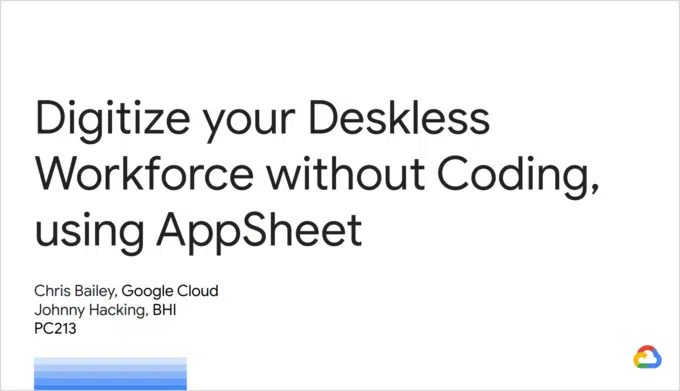 Digitize your Deskless
Workforce without Coding,
using AppSheet
Chris Bailey, Google Cloud
Johnny Hacking, BHI
PC213